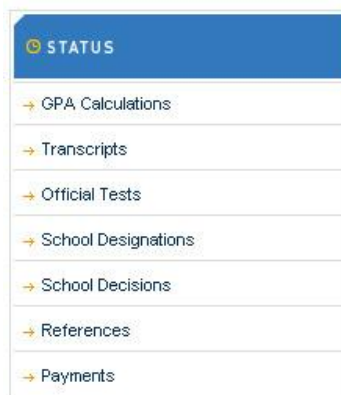 STATUS
GPA Calculations
Transcripts
Official Tests
School Designations
School Decisions
References
Payments